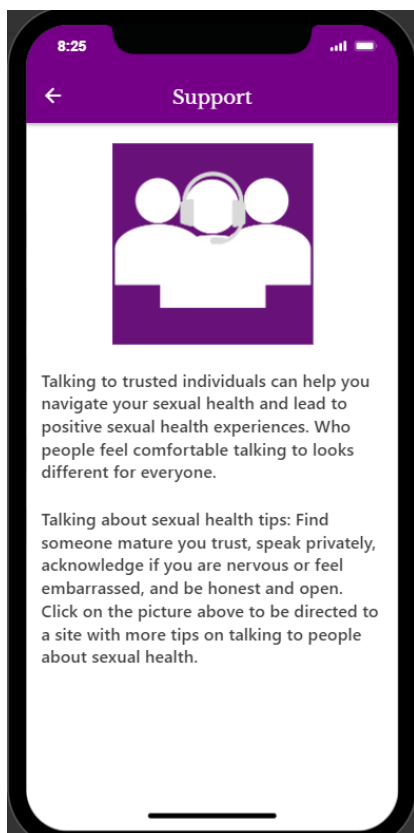 8:25
Support
Talking to trusted individuals can help you
navigate your sexual health and lead to
positive sexual health experiences. Who
people feel comfortable talking to looks
different for everyone.
Talking about sexual health tips: Find
someone mature you trust, speak privately,
acknowledge if you are nervous or feel
embarrassed, and be honest and open.
Click on the picture above to be directed to
a site with more tips on talking to people
about sexual health.